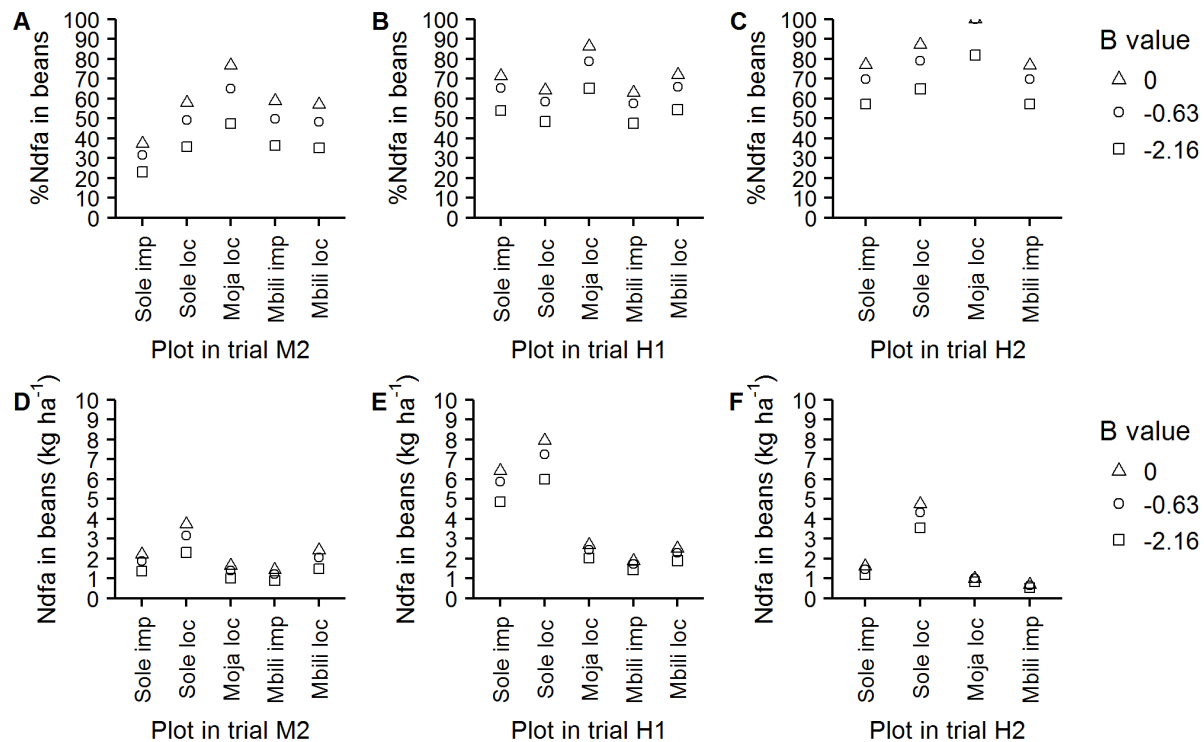 A
%Ndfa in beans
100
90
80
70
60
50
40
30
20
10
0
Sole imp
Sole loc
Moja loc
Mbili imp
Mbili loc
Plot in trial M2
B
%Ndfa in beans
100
90
80
70
60
50
40
30
20
10
0
Sole imp
Sole loc
Moja loc
Mbili imp
Mbili loc
Plot in trial H1
C
%Ndfa in beans
100
90
80
70
60
50
40
30
20
10
0
Sole imp
Sole loc
Moja loc
Mbili imp
Plot in trial H2
B value
0
-0.63
-2.16
D
Ndfa in beans (kg ha⁻¹)
10
9
8
7
6
5
4
3
2
1
0
Sole imp
Sole loc
Moja loc
Mbili imp
Mbili loc
Plot in trial M2
E
Ndfa in beans (kg ha⁻¹)
10
9
8
7
6
5
4
3
2
1
0
Sole imp
Sole loc
Moja loc
Mbili imp
Mbili loc
Plot in trial H1
F
Ndfa in beans (kg ha⁻¹)
10
9
8
7
6
5
4
3
2
1
0
Sole imp
Sole loc
Moja loc
Mbili imp
Plot in trial H2
B value
0
-0.63
-2.16